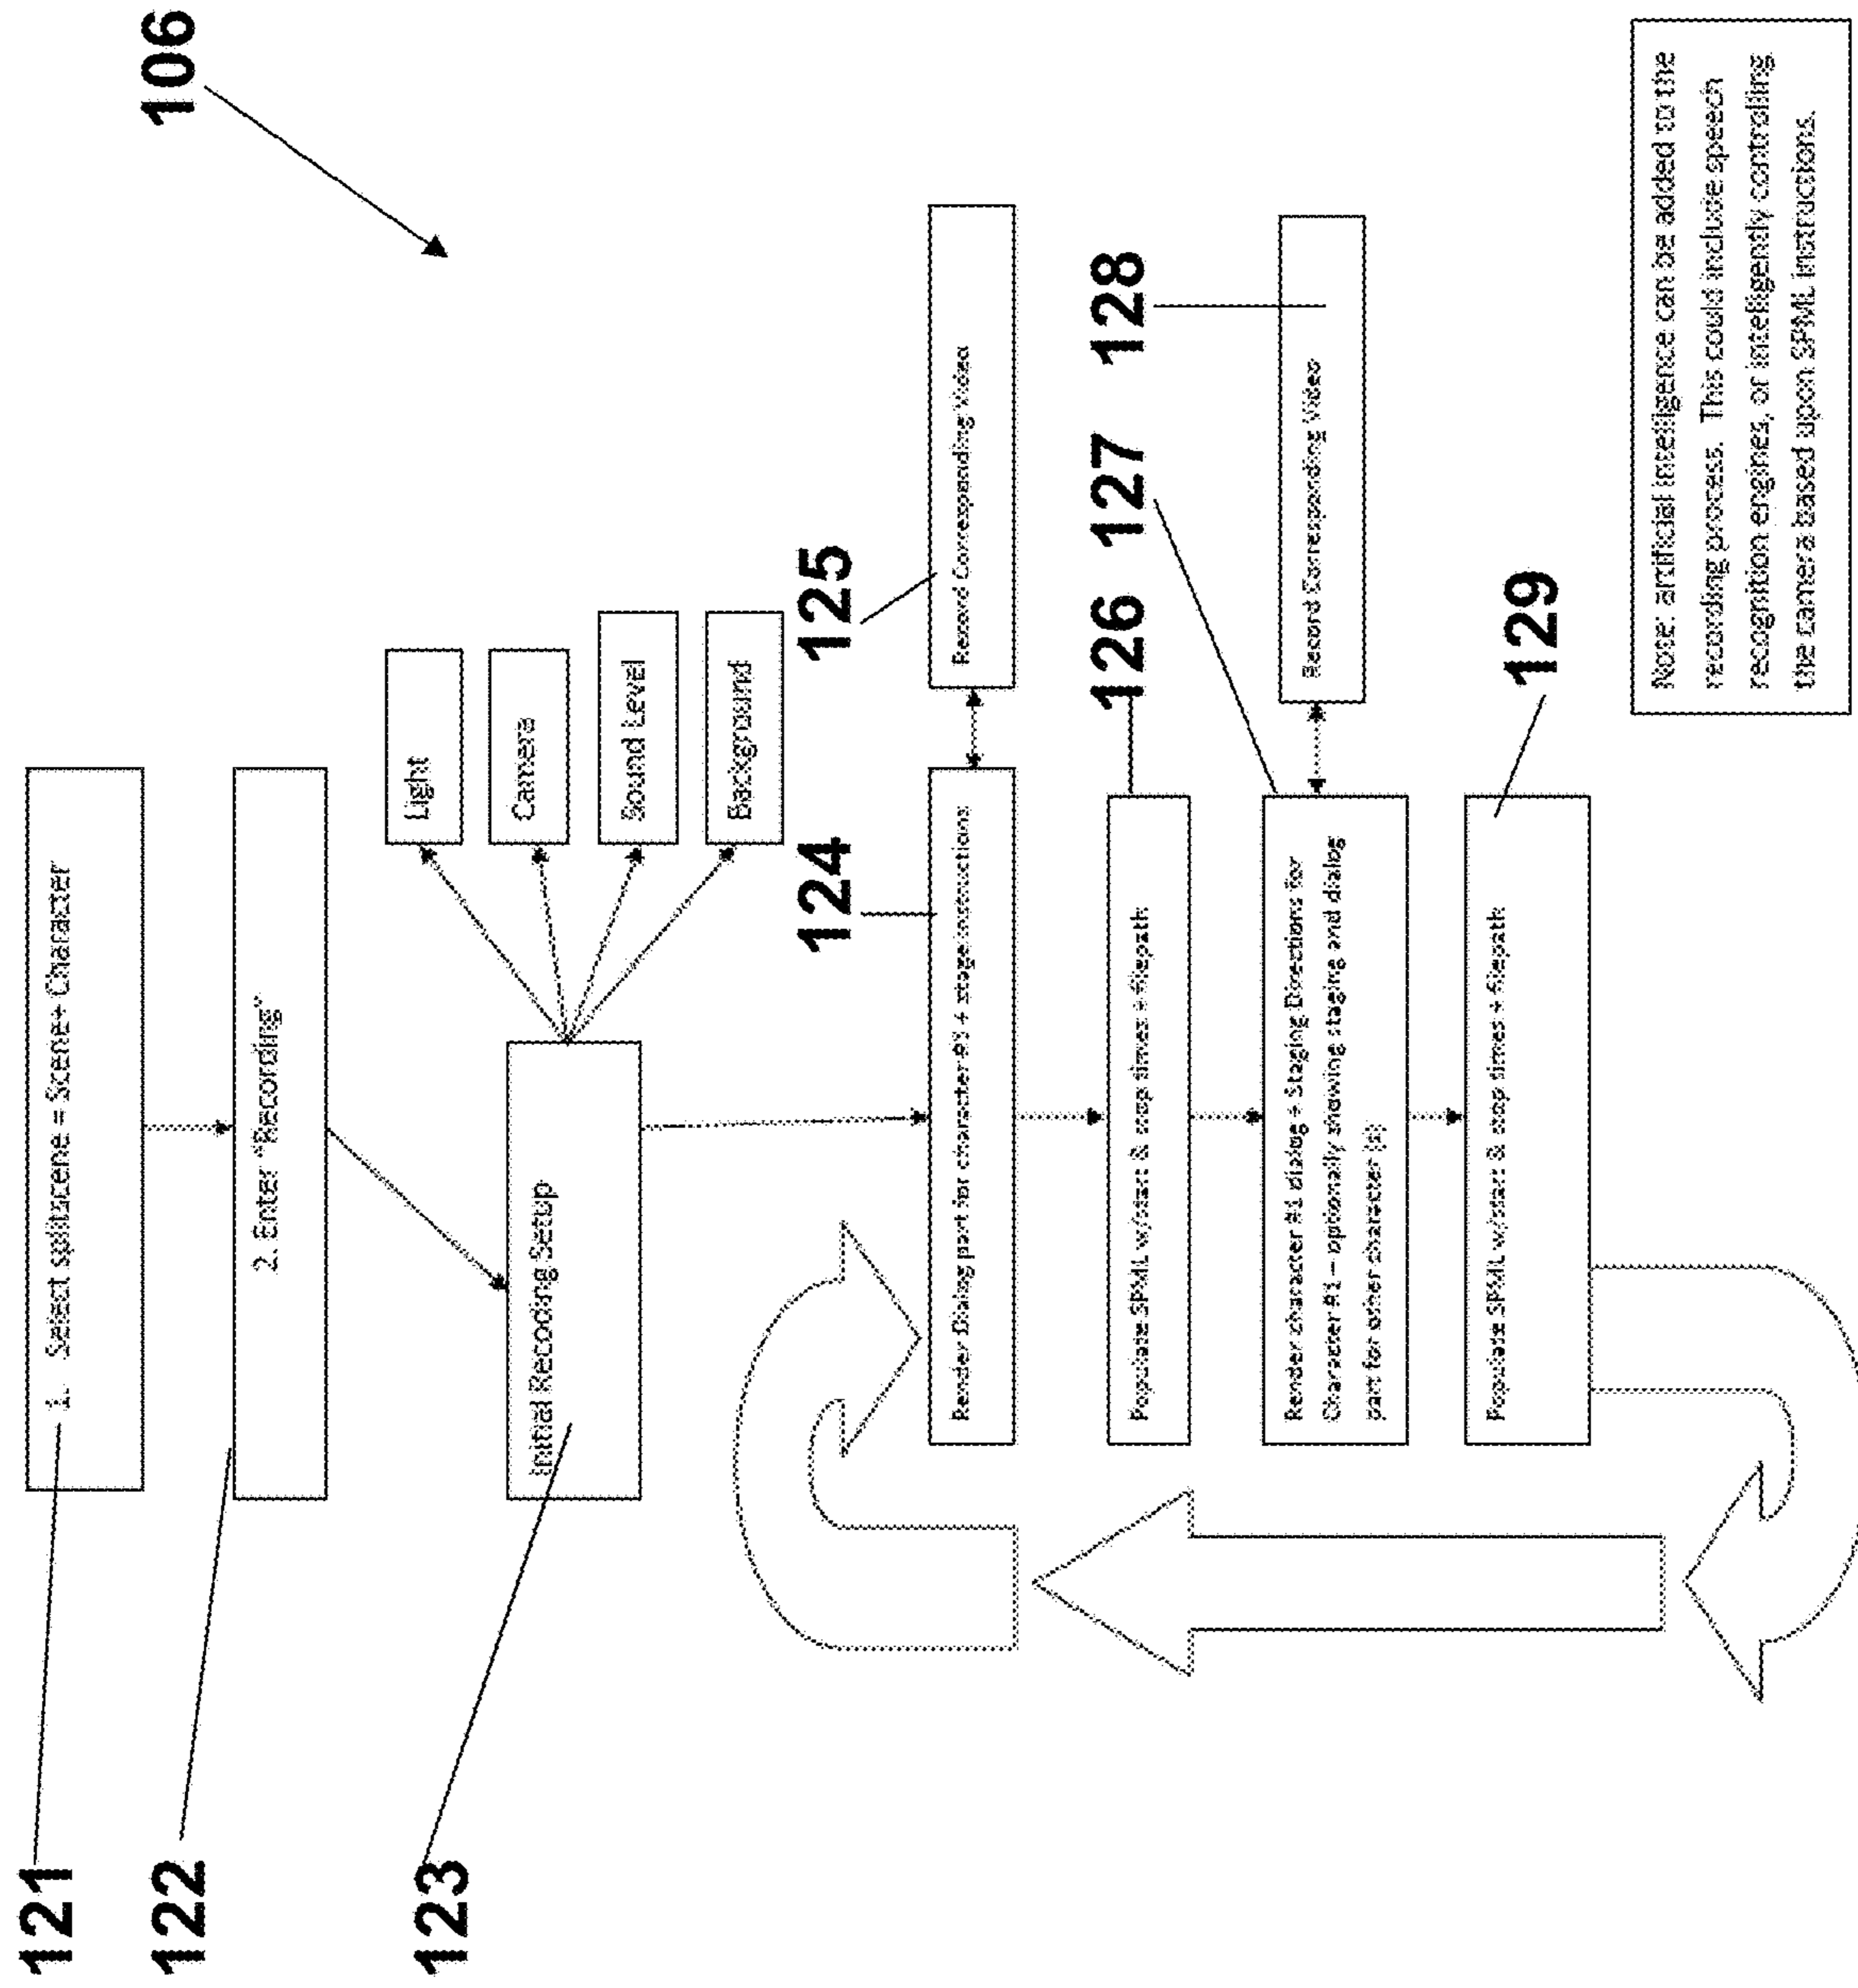 106
121
1. Select splitscene = Scene+ Character
122
2. Enter "Recording"
123
Initial Recoding Setup
Light
Camera
Sound Level
Background
124
Render Dialog part for character #1 + stage instructions
125
Record Corresponding Video
126
Populate SPML w/start & stop times + filepath
127
Render character #1 dialog + Staging Directions for
Character #1 – optionally showing staging and dialog
part for other character (s)
128
Record Corresponding Video
129
Populate SPML w/start & stop times + filepath
Note: artificial intelligence can be added to the
recording process. This could include speech
recognition engines, or intelligently controlling
the camera based upon SPML instructions.